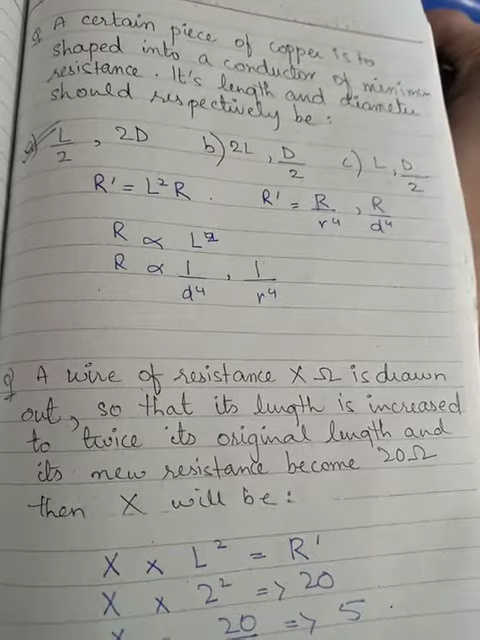 Q A certain piece of copper is to
shaped into a conductor of minimum
resistance. It's length and diameter
should respectively be:
a) L/2, 2D b) 2L, D/2 c) L, D/2
R' = L²R. R' = R/r⁴, R/d⁴
R ∝ L²
R ∝ 1/d⁴, 1/r⁴
Q A wire of resistance X Ω is drawn
out, so that its length is increased
to twice its original length and
its new resistance become 20Ω
then X will be:
X × L² = R'
X × 2² => 20
20 => 5.